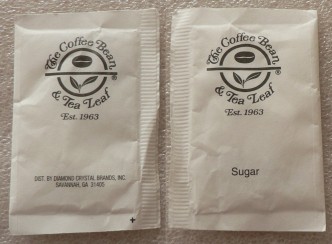 The Coffee Bean
®
& Tea Leaf
Est. 1963
DIST. BY DIAMOND CRYSTAL BRANDS, INC.
SAVANNAH, GA 31405
+
The Coffee Bean
®
& Tea Leaf
Est. 1963
Sugar